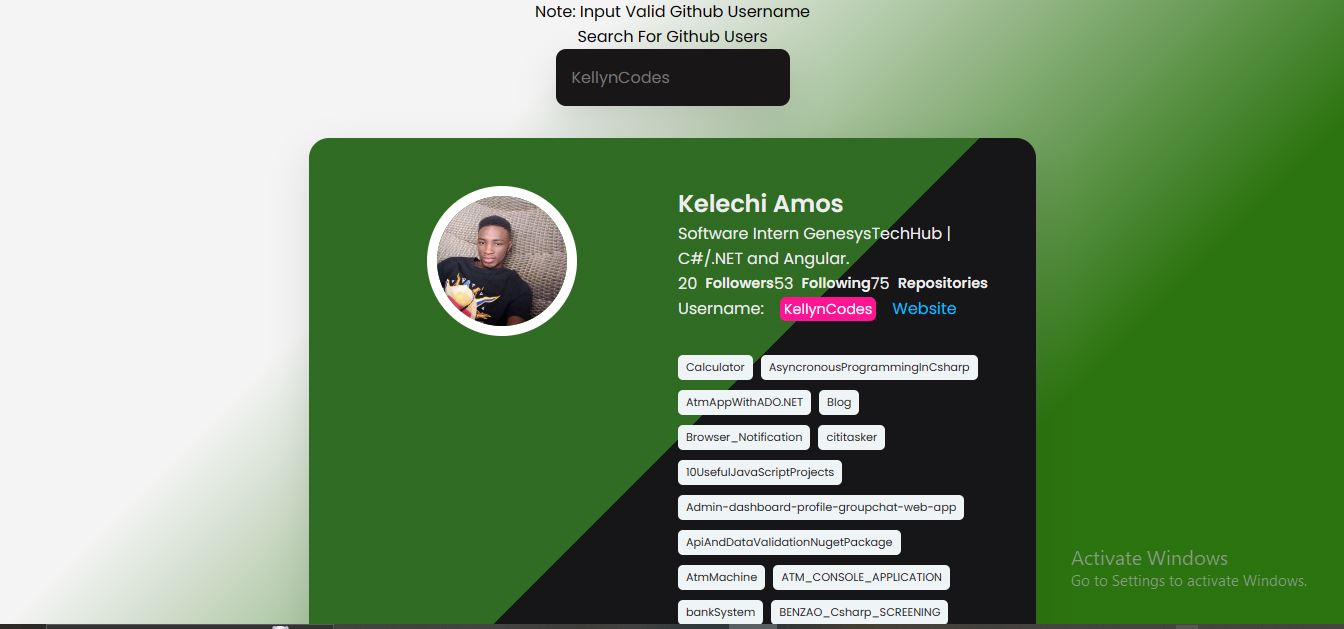 Note: Input Valid Github Username
Search For Github Users
KellynCodes
Kelechi Amos
Software Intern GenesysTechHub |
C#/.NET and Angular.
20 Followers53 Following75 Repositories
Username: KellynCodes Website
Calculator AsyncronousProgrammingInCsharp
AtmAppWithADO.NET Blog
Browser_Notification cititasker
10UsefulJavaScriptProjects
Admin-dashboard-profile-groupchat-web-app
ApiAndDataValidationNugetPackage
AtmMachine ATM_CONSOLE_APPLICATION
bankSystem BENZAO_Csharp_SCREENING
Activate Windows
Go to Settings to activate Windows.